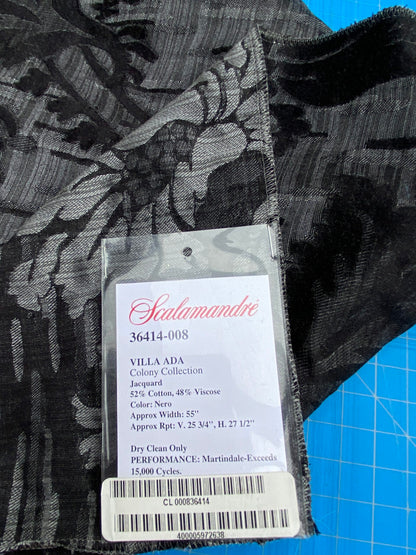 Scalamandré
36414-008
VILLA ADA
Colony Collection
Jacquard
52% Cotton, 48% Viscose
Color: Nero
Approx Width: 55"
Approx Rpt: V. 25 3/4", H. 27 1/2"
Dry Clean Only
PERFORMANCE: Martindale-Exceeds
15,000 Cycles.
CL 000836414
400005972638